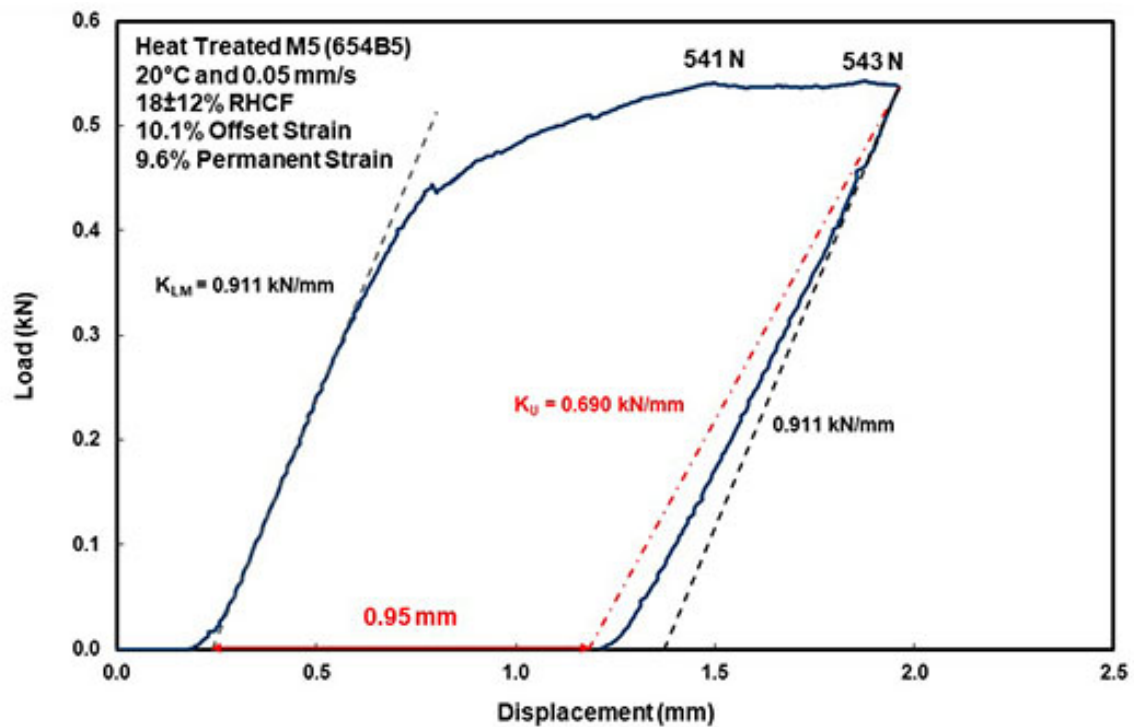 Heat Treated M5 (654B5)
20°C and 0.05 mm/s
18±12% RHCF
10.1% Offset Strain
9.6% Permanent Strain
541 N
543 N
K_LM = 0.911 kN/mm
K_U = 0.690 kN/mm
0.911 kN/mm
0.95 mm
Load (kN)
0.6
0.5
0.4
0.3
0.2
0.1
0.0
0.0 0.5 1.0 1.5 2.0 2.5
Displacement (mm)